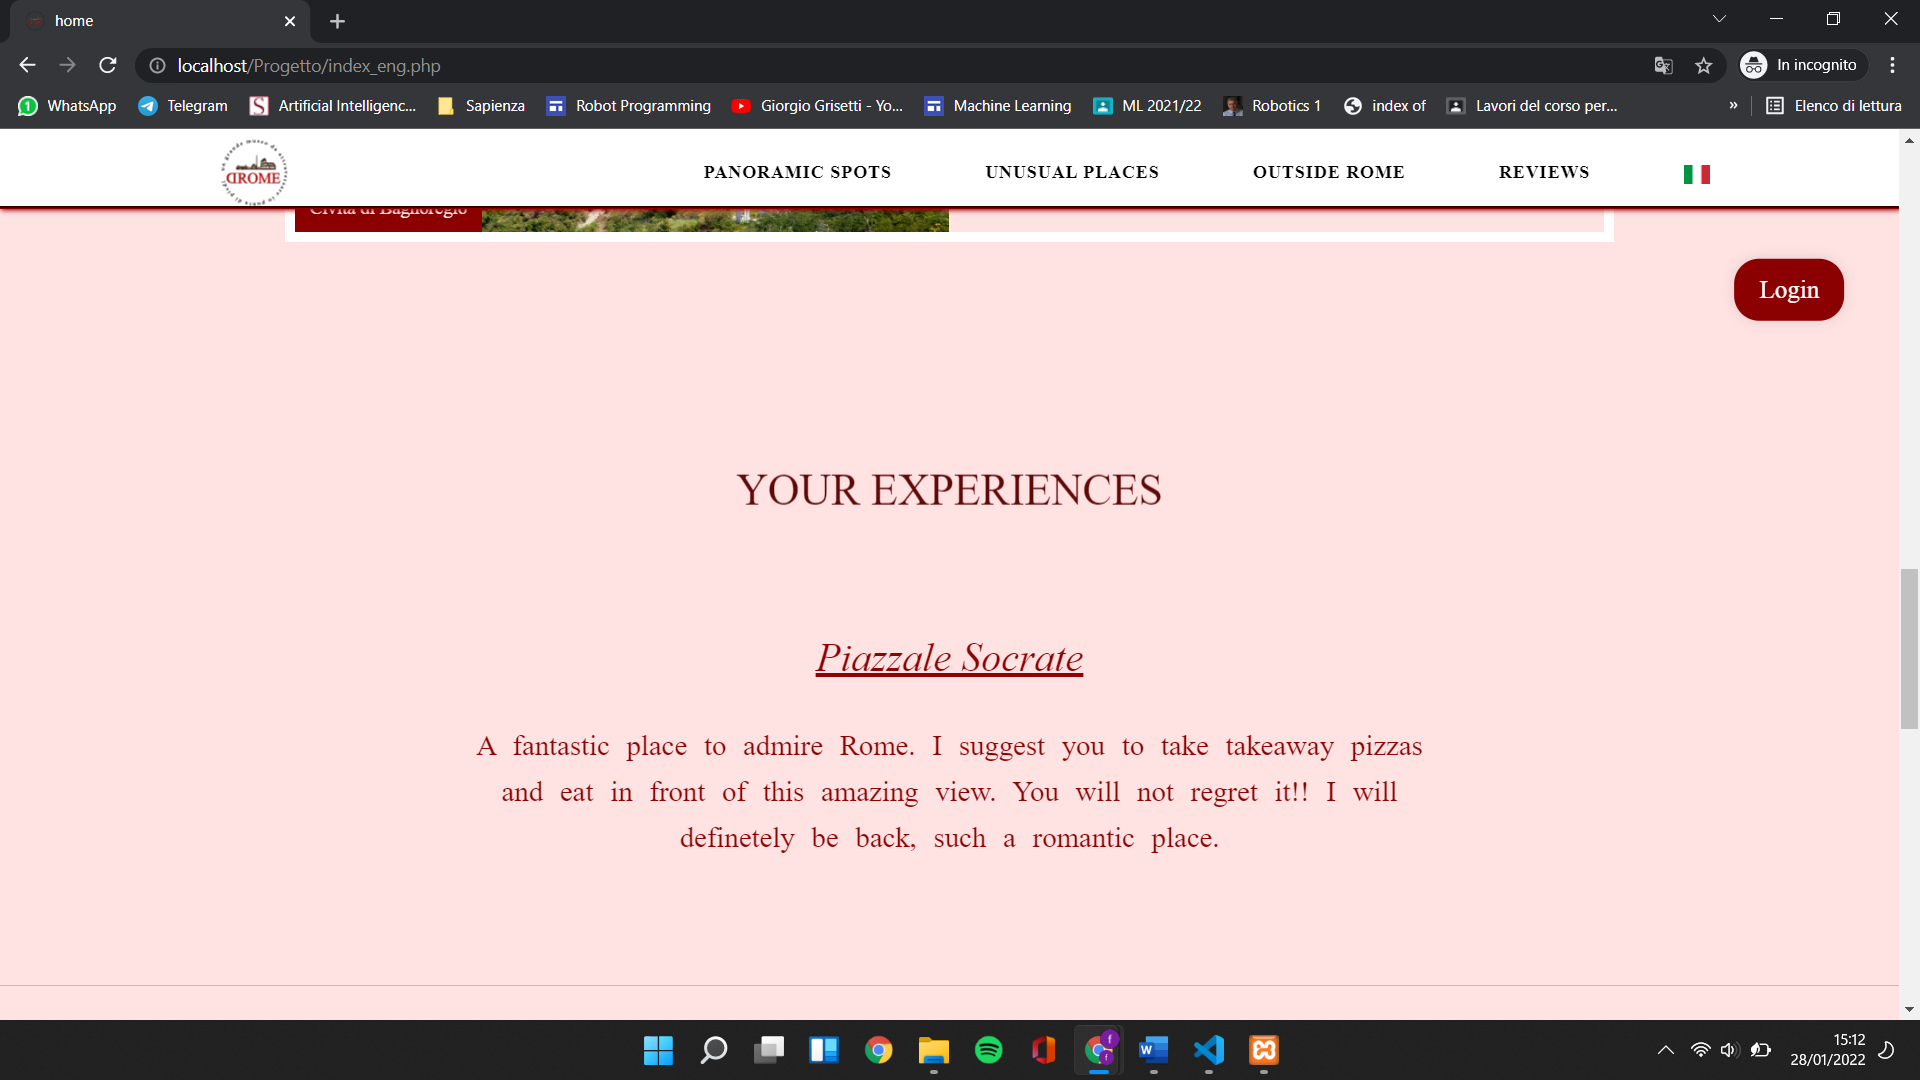 home
localhost/Progetto/index_eng.php
In incognito
WhatsApp
Telegram
Artificial Intelligenc...
Sapienza
Robot Programming
Giorgio Grisetti - Yo...
Machine Learning
ML 2021/22
Robotics 1
index of
Lavori del corso per...
»
Elenco di lettura
DROME
PANORAMIC SPOTS
UNUSUAL PLACES
OUTSIDE ROME
REVIEWS
Civita di Bagnoregio
Login
YOUR EXPERIENCES
Piazzale Socrate
A fantastic place to admire Rome. I suggest you to take takeaway pizzas
and eat in front of this amazing view. You will not regret it!! I will
definetely be back, such a romantic place.
15:12
28/01/2022